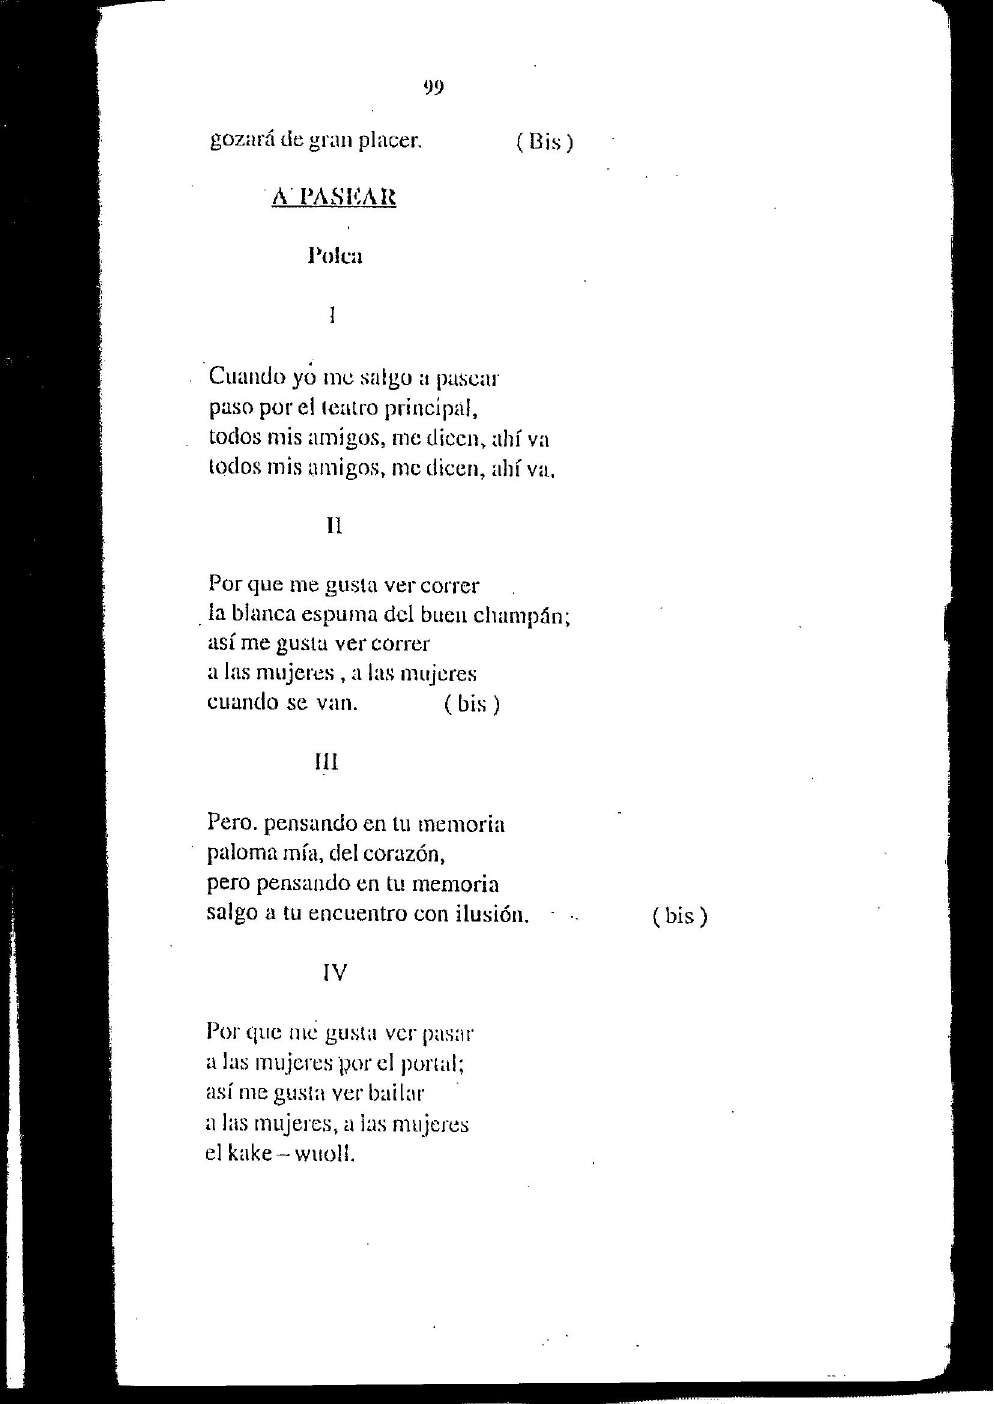 99
gozará de gran placer. ( Bis )
A PASEAR
Polca
I
Cuando yo me salgo a pasear
paso por el teatro principal,
todos mis amigos, me dicen, ahí va
todos mis amigos, me dicen, ahí va.
II
Por que me gusta ver correr
la blanca espuma del buen champán;
así me gusta ver correr
a las mujeres , a las mujeres
cuando se van. ( bis )
III
Pero. pensando en tu memoria
paloma mía, del corazón,
pero pensando en tu memoria
salgo a tu encuentro con ilusión. ( bis )
IV
Por que me gusta ver pasar
a las mujeres por el portal;
así me gusta ver bailar
a las mujeres, a las mujeres
el kake – wuoll.